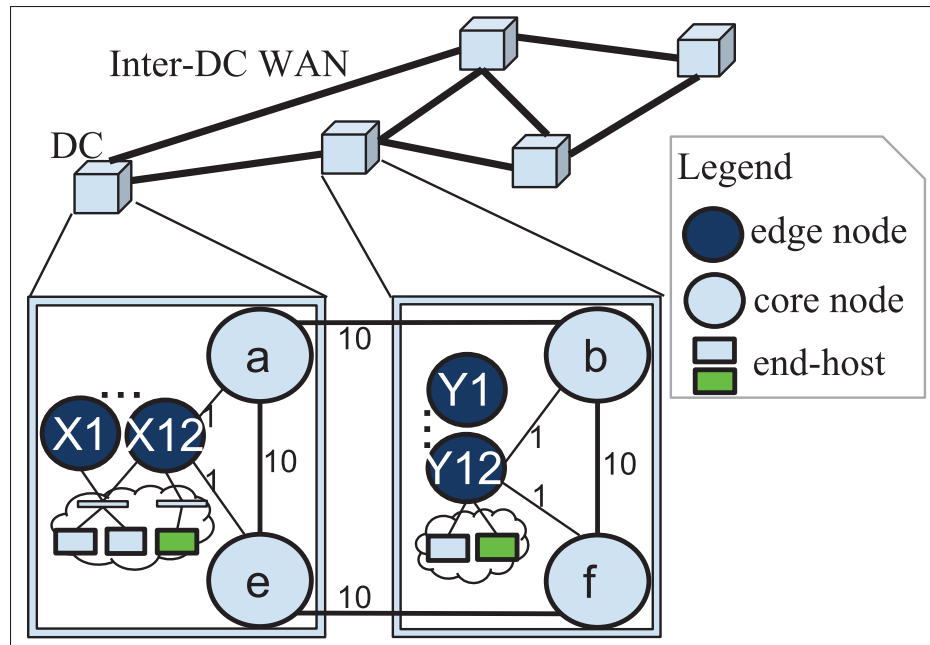 Inter-DC WAN
DC
Legend
edge node
core node
end-host
a
10
b
X1
...
X12
1
1
10
Y1
...
Y12
1
1
10
e
10
f